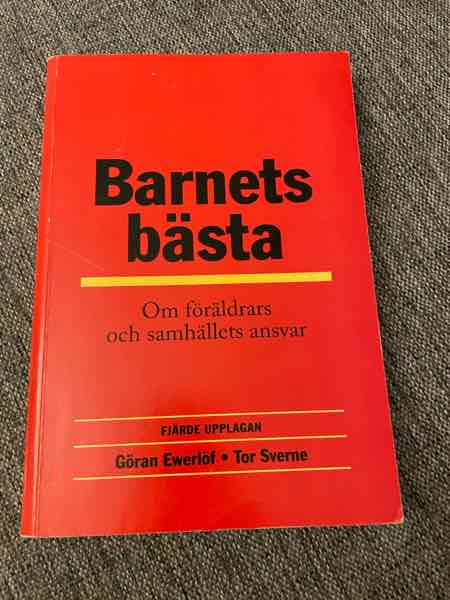 Barnets
bästa
Om föräldrars
och samhällets ansvar
FJÄRDE UPPLAGAN
Göran Ewerlöf • Tor Sverne